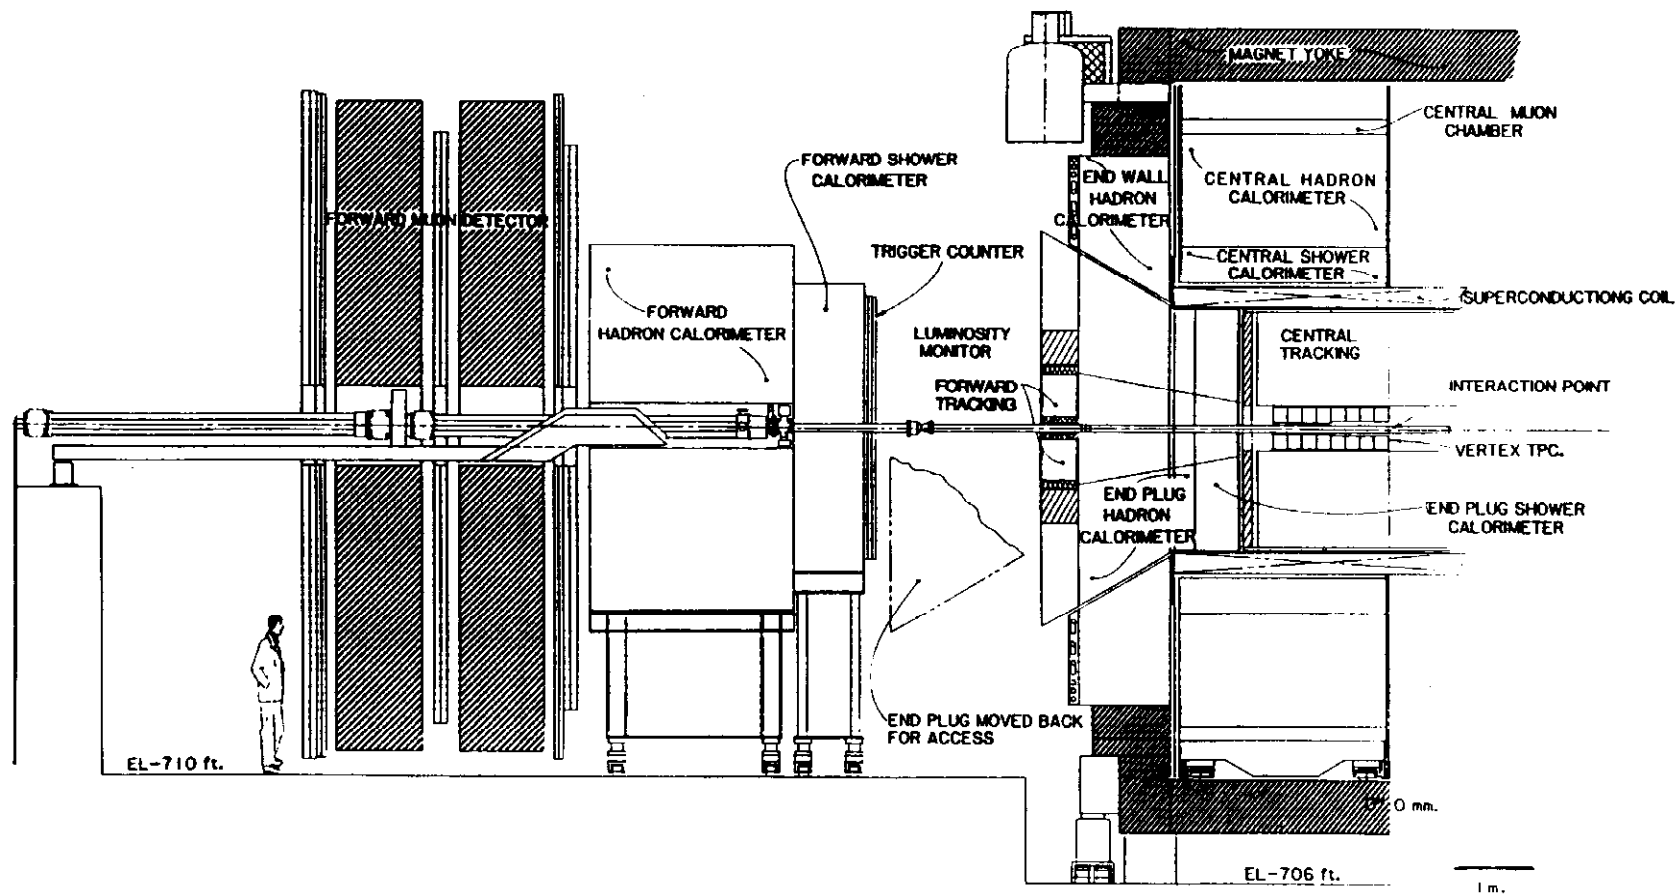 MAGNET YOKE
CENTRAL MUON
CHAMBER
FORWARD SHOWER
CALORIMETER
END WALL
HADRON
CALORIMETER
CENTRAL HADRON
CALORIMETER
FORWARD MUON DETECTOR
TRIGGER COUNTER
CENTRAL SHOWER
CALORIMETER
SUPERCONDUCTIONG COIL
FORWARD
HADRON CALORIMETER
LUMINOSITY
MONITOR
CENTRAL
TRACKING
FORWARD
TRACKING
INTERACTION POINT
VERTEX TPC.
END PLUG
HADRON
CALORIMETER
END PLUG SHOWER
CALORIMETER
END PLUG MOVED BACK
FOR ACCESS
EL-710 ft.
0 mm.
EL-706 ft.
1 m.